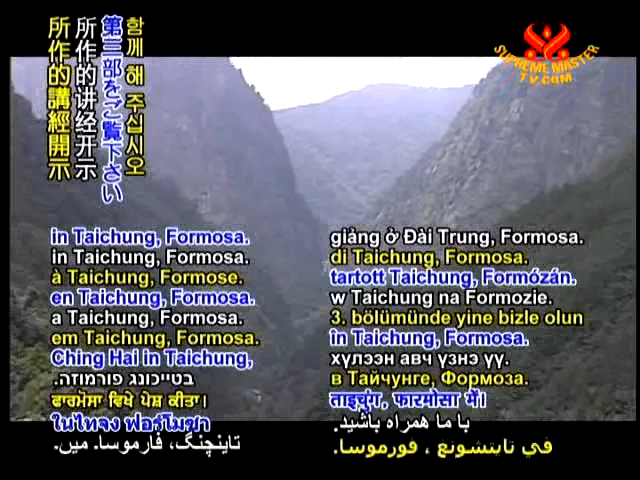 함께 해 주십시오
第三部をご覧下さい
所作的讲经开示
所作的講經開示
SUPREME MASTER
TV.COM
in Taichung, Formosa.
in Taichung, Formosa.
à Taichung, Formose.
en Taichung, Formosa.
a Taichung, Formosa.
em Taichung, Formosa.
Ching Hai in Taichung,
בטייכונג פורמוזה.
ਫਾਰਮੋਸਾ ਵਿਖੇ ਪੇਸ਼ ਕੀਤਾ।
ในไทจง ฟอร์โมซา
تایچنگ، فارموسا۔ میں.
giảng ở Đài Trung, Formosa.
di Taichung, Formosa.
tartott Taichung, Formózán.
w Taichung na Formozie.
3. bölümünde yine bizle olun
în Taichung, Formosa.
хүлээн авч үзнэ үү.
в Тайчунге, Формоза.
ताइचुंग, फारमोसा में।
با ما همراه باشید.
في تايتشونغ ، فورموسا.